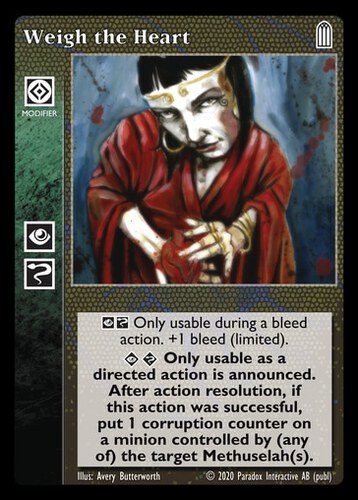 Weigh the Heart
MODIFIER
Only usable during a bleed
action. +1 bleed (limited).
Only usable as a
directed action is announced.
After action resolution, if
this action was successful,
put 1 corruption counter on
a minion controlled by (any
of) the target Methuselah(s).
Illus: Avery Butterworth
© 2020 Paradox Interactive AB (publ)